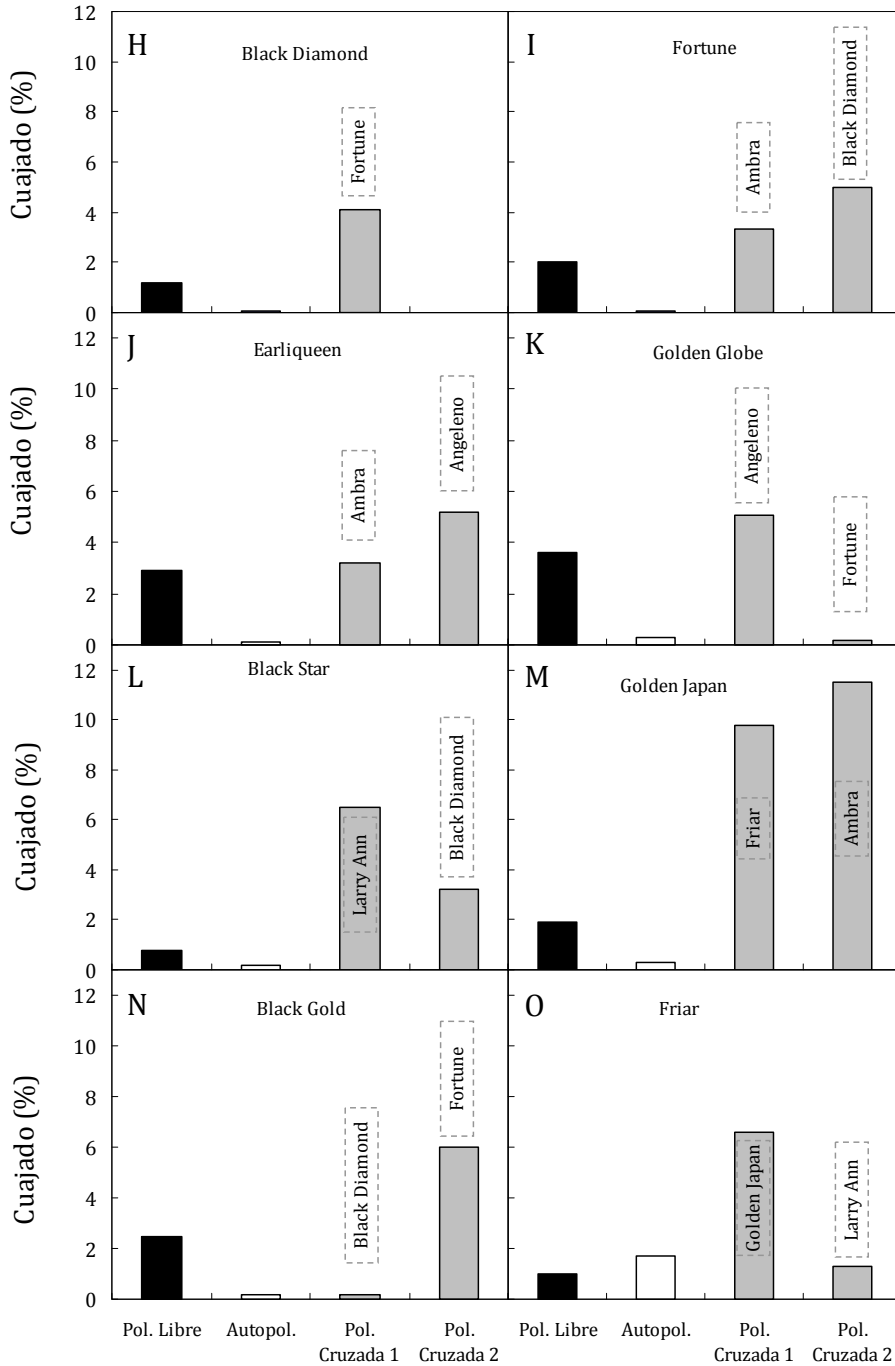 12
10
8
6
4
2
0
Cuajado (%)
H
Black Diamond
Fortune
I
Fortune
Ambra
Black Diamond
12
10
8
6
4
2
0
Cuajado (%)
J
Earliqueen
Ambra
Angeleno
K
Golden Globe
Angeleno
Fortune
12
10
8
6
4
2
0
Cuajado (%)
L
Black Star
Larry Ann
Black Diamond
M
Golden Japan
Friar
Ambra
12
10
8
6
4
2
0
Cuajado (%)
N
Black Gold
Black Diamond
Fortune
O
Friar
Golden Japan
Larry Ann
Pol. Libre
Autopol.
Pol.
Cruzada 1
Pol.
Cruzada 2
Pol. Libre
Autopol.
Pol.
Cruzada 1
Pol.
Cruzada 2